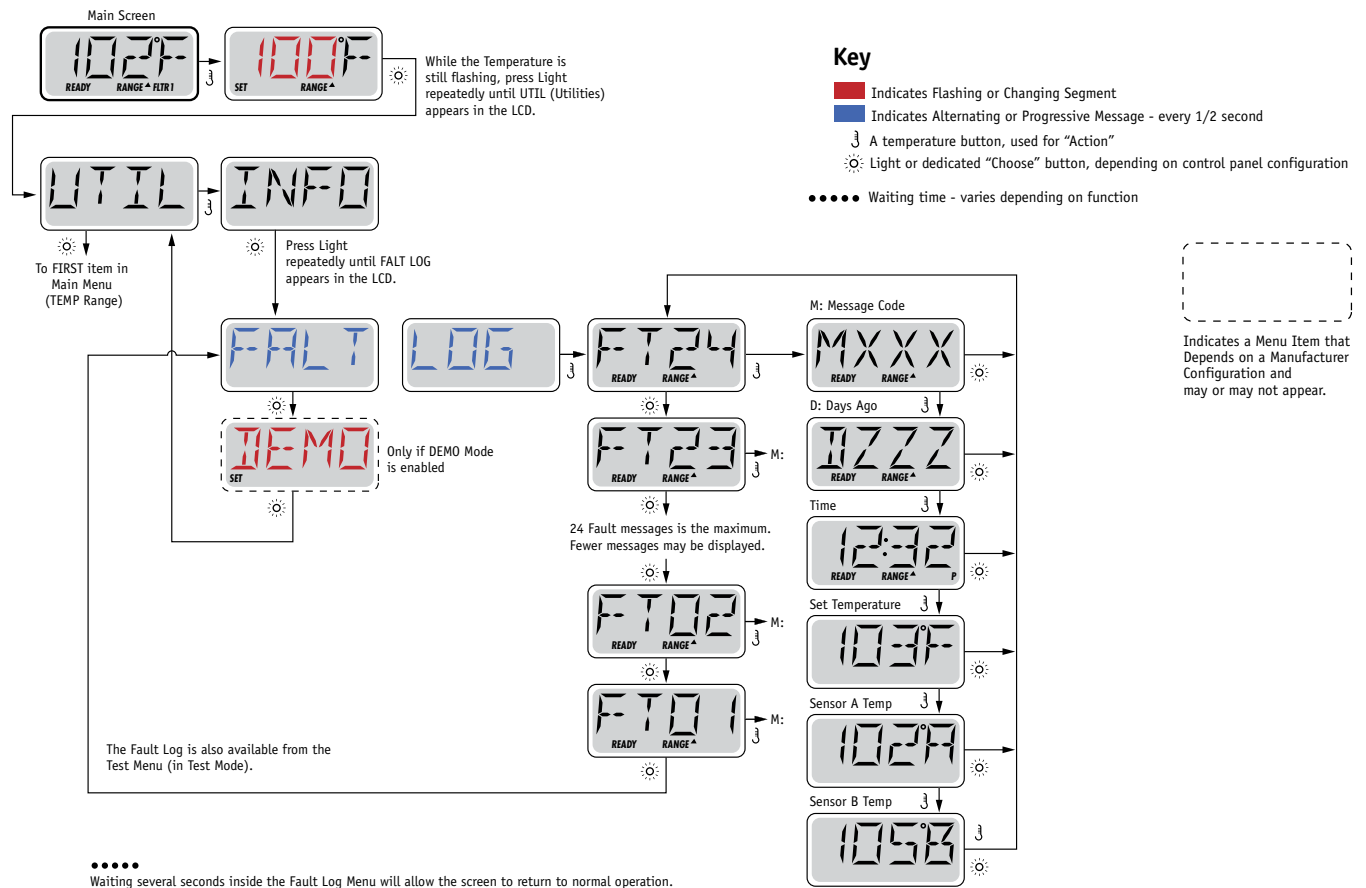 Main Screen
102°F
READY RANGE FLTR1
100°F
SET RANGE
While the Temperature is
still flashing, press Light
repeatedly until UTIL (Utilities)
appears in the LCD.
Key
Indicates Flashing or Changing Segment
Indicates Alternating or Progressive Message - every 1/2 second
A temperature button, used for “Action”
Light or dedicated “Choose” button, depending on control panel configuration
Waiting time - varies depending on function
UTIL
INFO
To FIRST item in
Main Menu
(TEMP Range)
Press Light
repeatedly until FALT LOG
appears in the LCD.
Indicates a Menu Item that
Depends on a Manufacturer
Configuration and
may or may not appear.
FALT
LOG
FT24
READY RANGE
M: Message Code
MXXX
READY RANGE
DEMO
SET
Only if DEMO Mode
is enabled
FT23
READY RANGE
M:
D: Days Ago
DZZZ
READY RANGE
24 Fault messages is the maximum.
Fewer messages may be displayed.
Time
12:32
READY RANGE P
FT02
READY RANGE
M:
Set Temperature
103°F
FT01
READY RANGE
M:
Sensor A Temp
102°A
The Fault Log is also available from the
Test Menu (in Test Mode).
Sensor B Temp
105°B
Waiting several seconds inside the Fault Log Menu will allow the screen to return to normal operation.